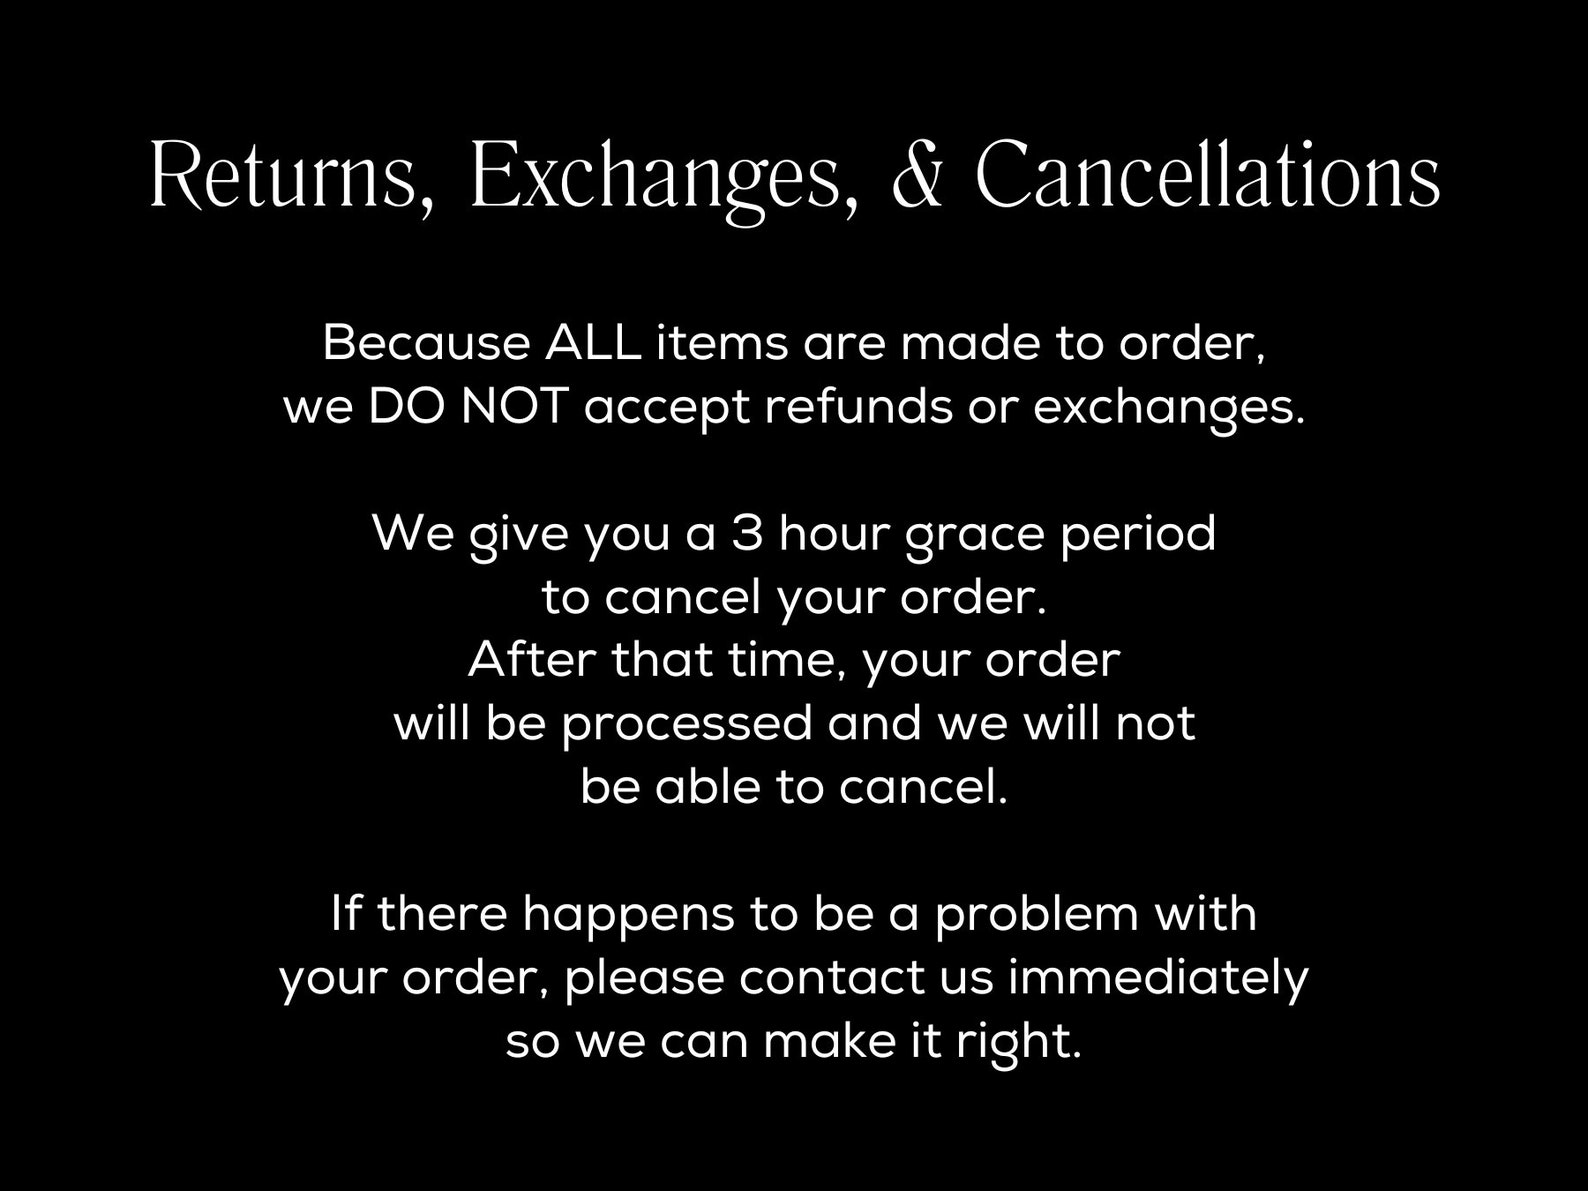 Returns, Exchanges, & Cancellations
Because ALL items are made to order,
we DO NOT accept refunds or exchanges.
We give you a 3 hour grace period
to cancel your order.
After that time, your order
will be processed and we will not
be able to cancel.
If there happens to be a problem with
your order, please contact us immediately
so we can make it right.